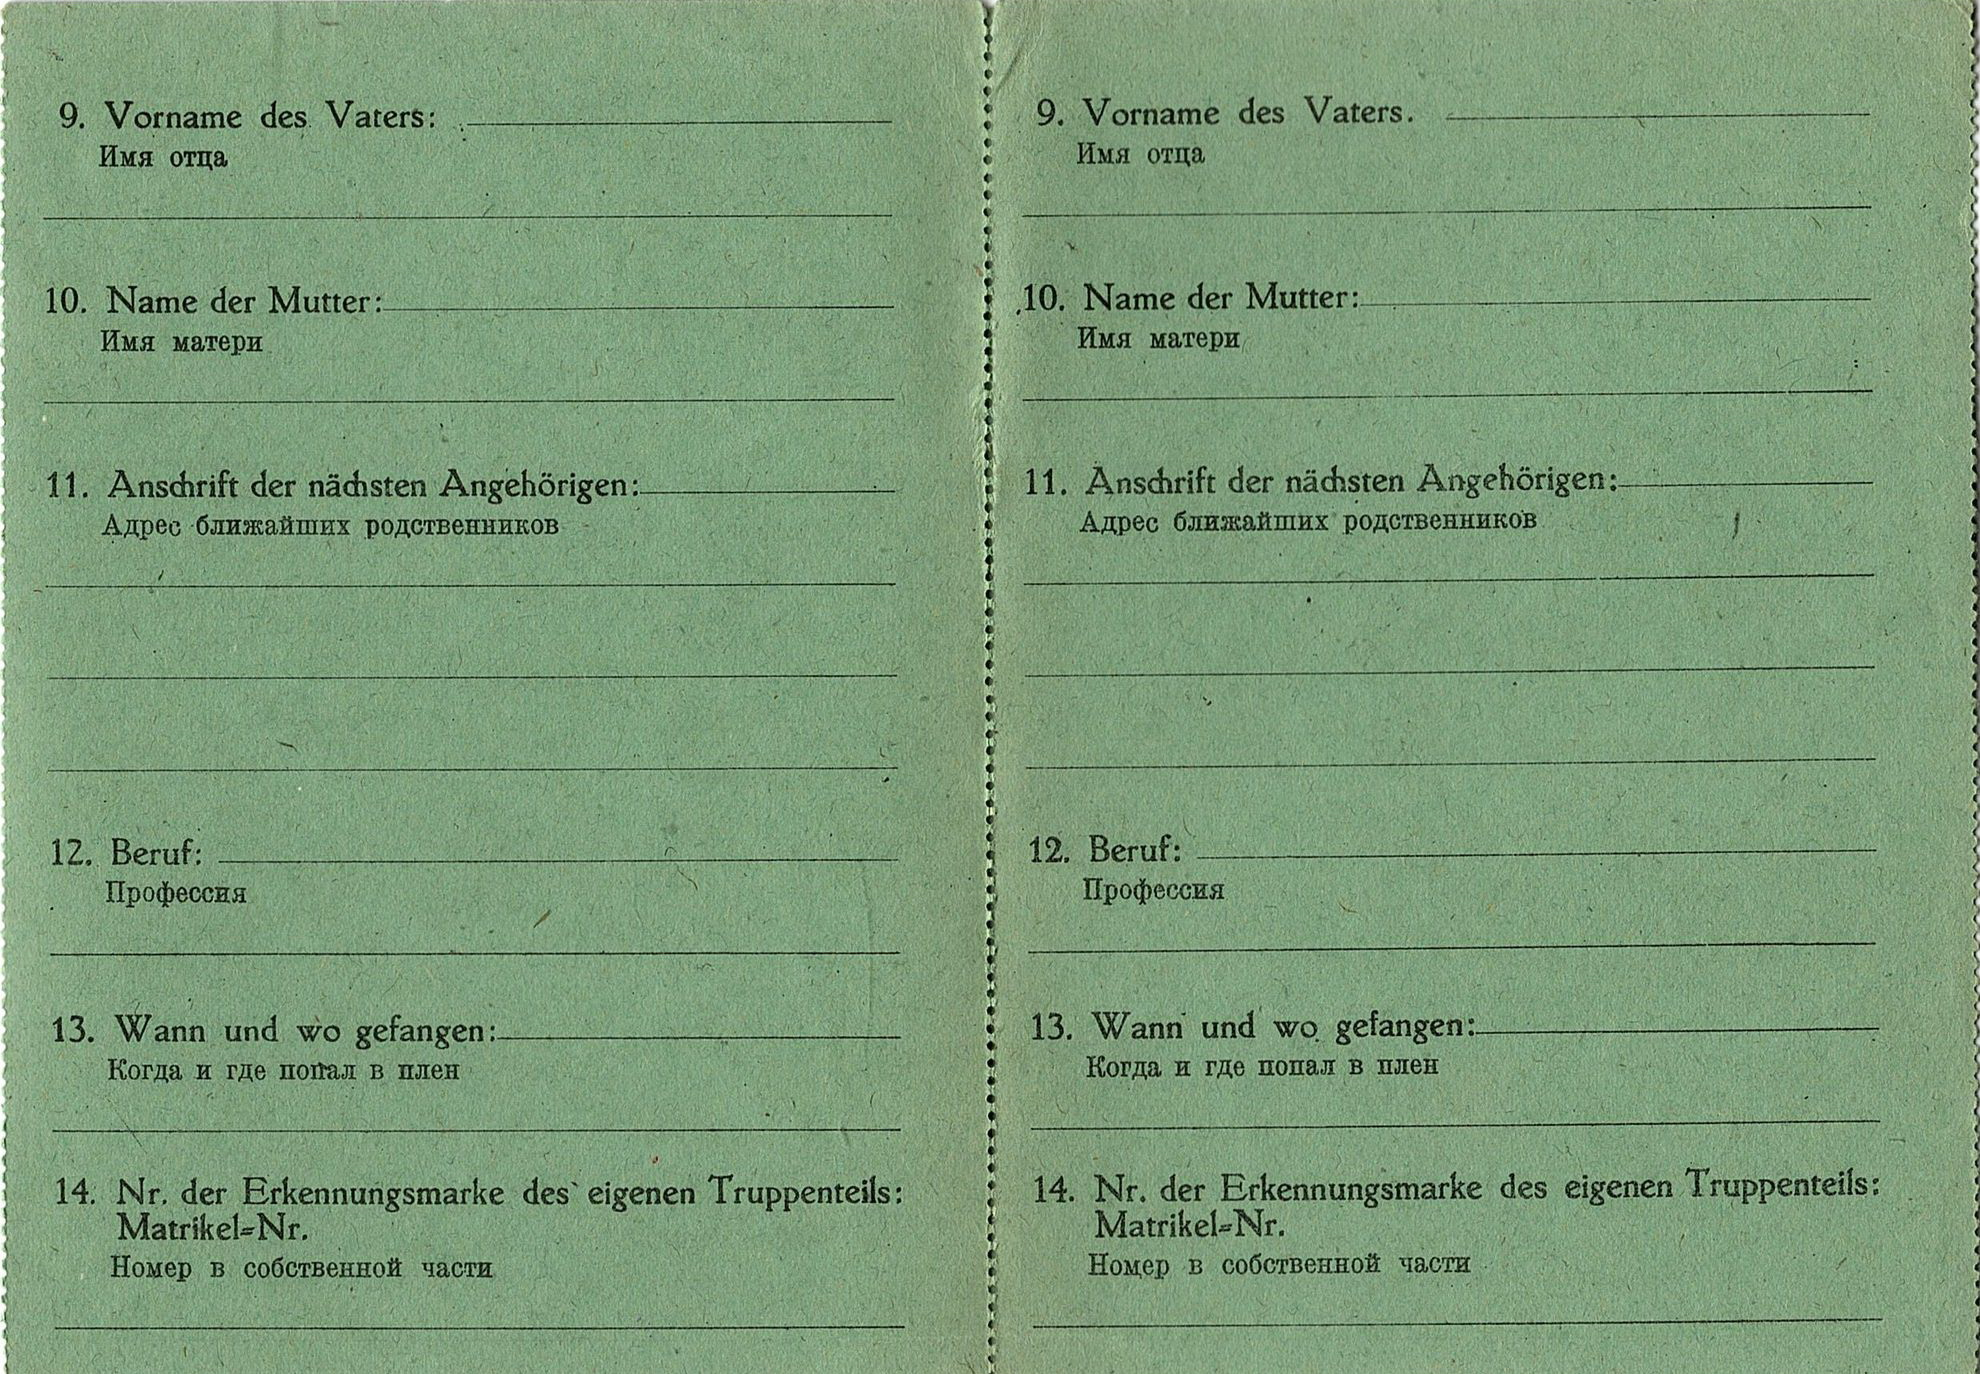 9. Vorname des Vaters:
Имя отца
10. Name der Mutter:
Имя матери
11. Anschrift der nächsten Angehörigen:
Адрес ближайших родственников
12. Beruf:
Профессия
13. Wann und wo gefangen:
Когда и где попал в плен
14. Nr. der Erkennungsmarke des eigenen Truppenteils:
Matrikel=Nr.
Номер в собственной части
9. Vorname des Vaters.
Имя отца
10. Name der Mutter:
Имя матери
11. Anschrift der nächsten Angehörigen:
Адрес ближайших родственников
12. Beruf:
Профессия
13. Wann und wo gefangen:
Когда и где попал в плен
14. Nr. der Erkennungsmarke des eigenen Truppenteils:
Matrikel=Nr.
Номер в собственной части